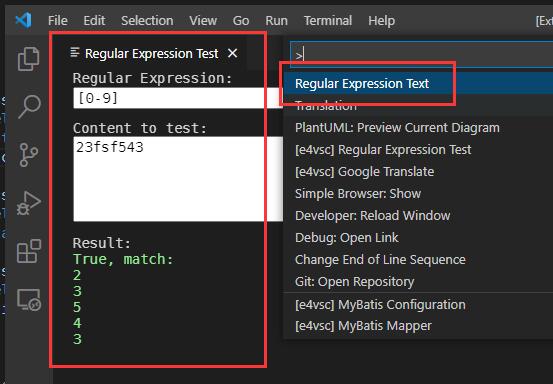 File Edit Selection View Go Run Terminal Help
Regular Expression Test
Regular Expression:
[0-9]
Content to test:
23fsf543
Result:
True, match:
2
3
5
4
3
>
Regular Expression Text
Translation
PlantUML: Preview Current Diagram
[e4vsc] Regular Expression Test
[e4vsc] Google Translate
Simple Browser: Show
Developer: Reload Window
Debug: Open Link
Change End of Line Sequence
Git: Open Repository
[e4vsc] MyBatis Configuration
[e4vsc] MyBatis Mapper